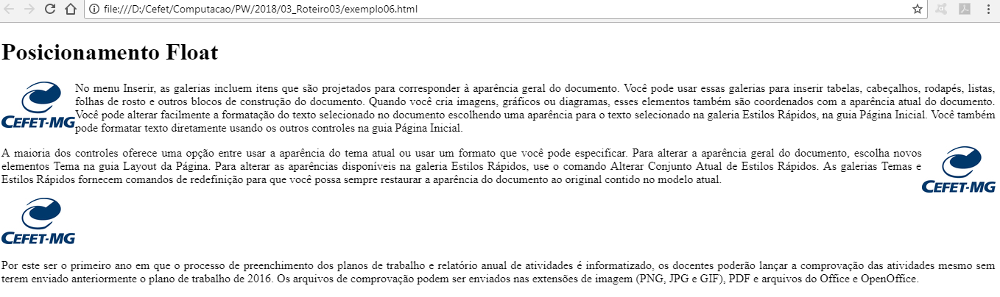 file:///D:/Cefet/Computacao/PW/2018/03_Roteiro03/exemplo06.html
Posicionamento Float
CEFET-MG
No menu Inserir, as galerias incluem itens que são projetados para corresponder à aparência geral do documento. Você pode usar essas galerias para inserir tabelas, cabeçalhos, rodapés, listas,
folhas de rosto e outros blocos de construção do documento. Quando você cria imagens, gráficos ou diagramas, esses elementos também são coordenados com a aparência atual do documento.
Você pode alterar facilmente a formatação do texto selecionado no documento escolhendo uma aparência para o texto selecionado na galeria Estilos Rápidos, na guia Página Inicial. Você também
pode formatar texto diretamente usando os outros controles na guia Página Inicial.
A maioria dos controles oferece uma opção entre usar a aparência do tema atual ou usar um formato que você pode especificar. Para alterar a aparência geral do documento, escolha novos
elementos Tema na guia Layout da Página. Para alterar as aparências disponíveis na galeria Estilos Rápidos, use o comando Alterar Conjunto Atual de Estilos Rápidos. As galerias Temas e
Estilos Rápidos fornecem comandos de redefinição para que você possa sempre restaurar a aparência do documento ao original contido no modelo atual.
CEFET-MG
CEFET-MG
Por este ser o primeiro ano em que o processo de preenchimento dos planos de trabalho e relatório anual de atividades é informatizado, os docentes poderão lançar a comprovação das atividades mesmo sem
terem enviado anteriormente o plano de trabalho de 2016. Os arquivos de comprovação podem ser enviados nas extensões de imagem (PNG, JPG e GIF), PDF e arquivos do Office e OpenOffice.